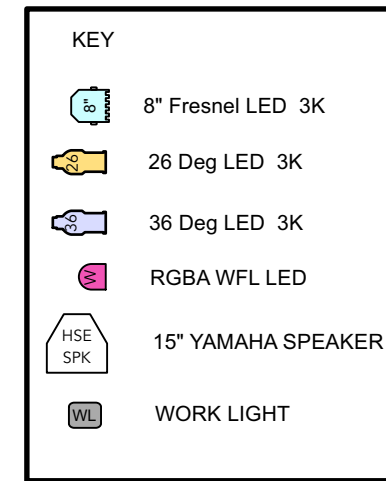 KEY
8" 8" Fresnel LED 3K
26 26 Deg LED 3K
36 36 Deg LED 3K
W RGBA WFL LED
HSE
SPK
15" YAMAHA SPEAKER
WL WORK LIGHT